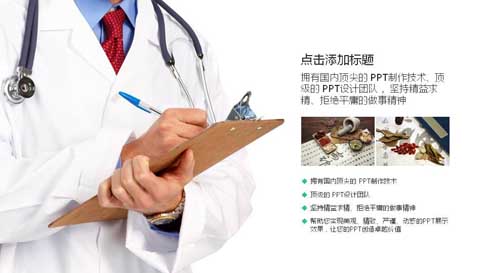 点击添加标题
拥有国内顶尖的 PPT制作技术、顶
级的 PPT设计团队， 坚持精益求
精、拒绝平庸的做事精神
拥有国内顶尖的 PPT制作技术
顶级的 PPT设计团队
坚持精益求精、拒绝平庸的做事精神
帮助您实现美观、精致、严谨、动感的PPT展示
效果，让您的PPT创造卓越价值